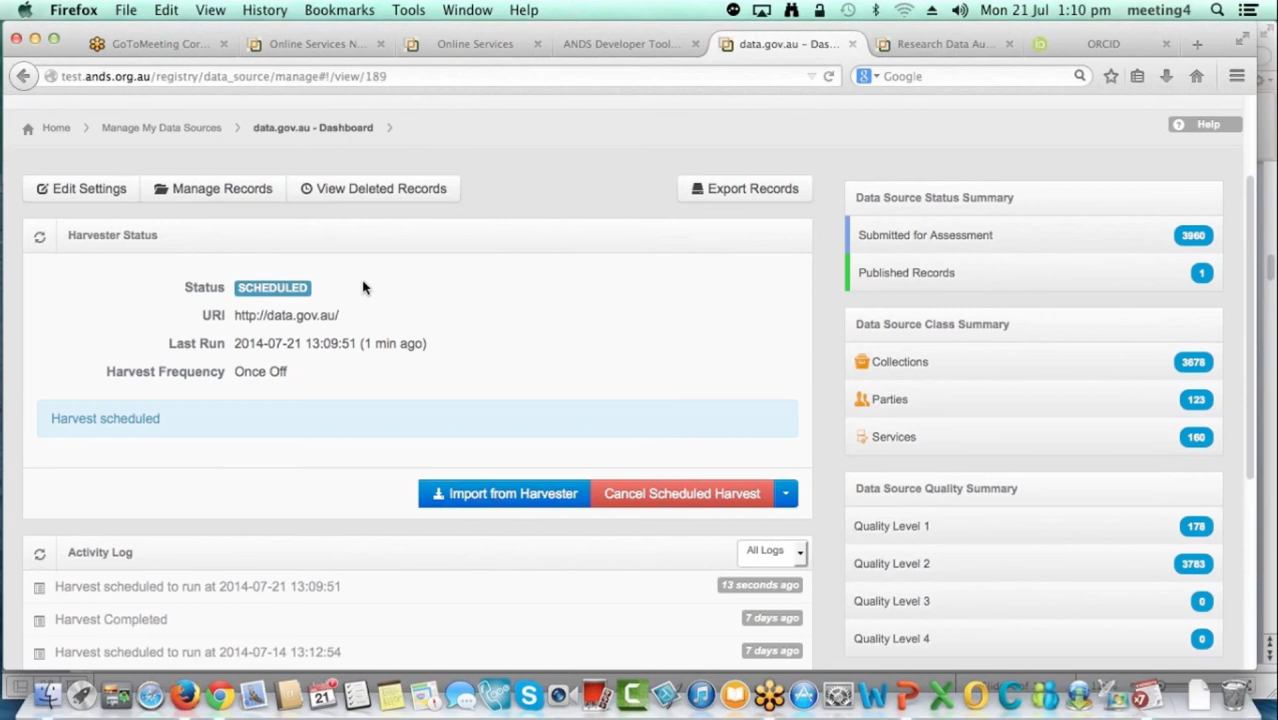 Firefox File Edit View History Bookmarks Tools Window Help Mon 21 Jul 1:10 pm meeting4
GoToMeeting Cor... Online Services N... Online Services ANDS Developer Tool... data.gov.au - Das... Research Data Au... ORCID
test.ands.org.au/registry/data_source/manage#!/view/189 Google
Home Manage My Data Sources data.gov.au - Dashboard Help
Edit Settings Manage Records View Deleted Records Export Records
Harvester Status
Status SCHEDULED
URI http://data.gov.au/
Last Run 2014-07-21 13:09:51 (1 min ago)
Harvest Frequency Once Off
Harvest scheduled
Import from Harvester Cancel Scheduled Harvest
Activity Log All Logs
Harvest scheduled to run at 2014-07-21 13:09:51 13 seconds ago
Harvest Completed 7 days ago
Harvest scheduled to run at 2014-07-14 13:12:54 7 days ago
Data Source Status Summary
Submitted for Assessment 3960
Published Records 1
Data Source Class Summary
Collections 3678
Parties 123
Services 160
Data Source Quality Summary
Quality Level 1 178
Quality Level 2 3783
Quality Level 3 0
Quality Level 4 0